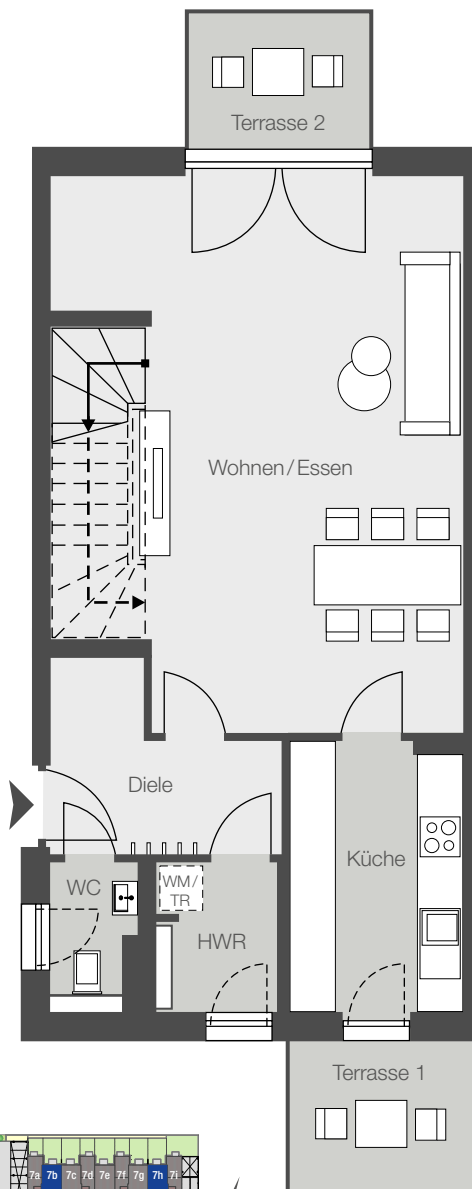 Terrasse 2
Wohnen/Essen
Diele
Küche
WC
WM/
TR
HWR
Terrasse 1
7a 7b 7c 7d 7e 7f 7g 7h 7i